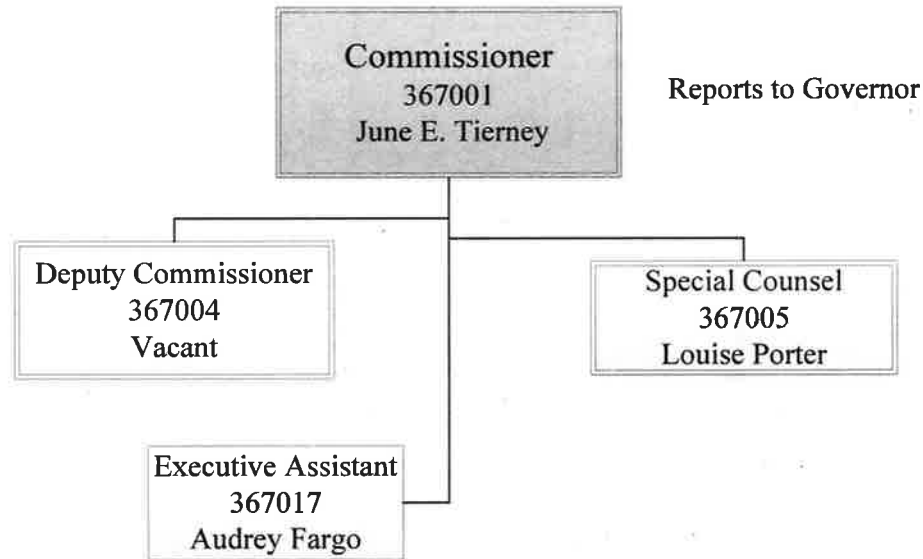 Commissioner
367001
June E. Tierney
Reports to Governor
Deputy Commissioner
367004
Vacant
Special Counsel
367005
Louise Porter
Executive Assistant
367017
Audrey Fargo